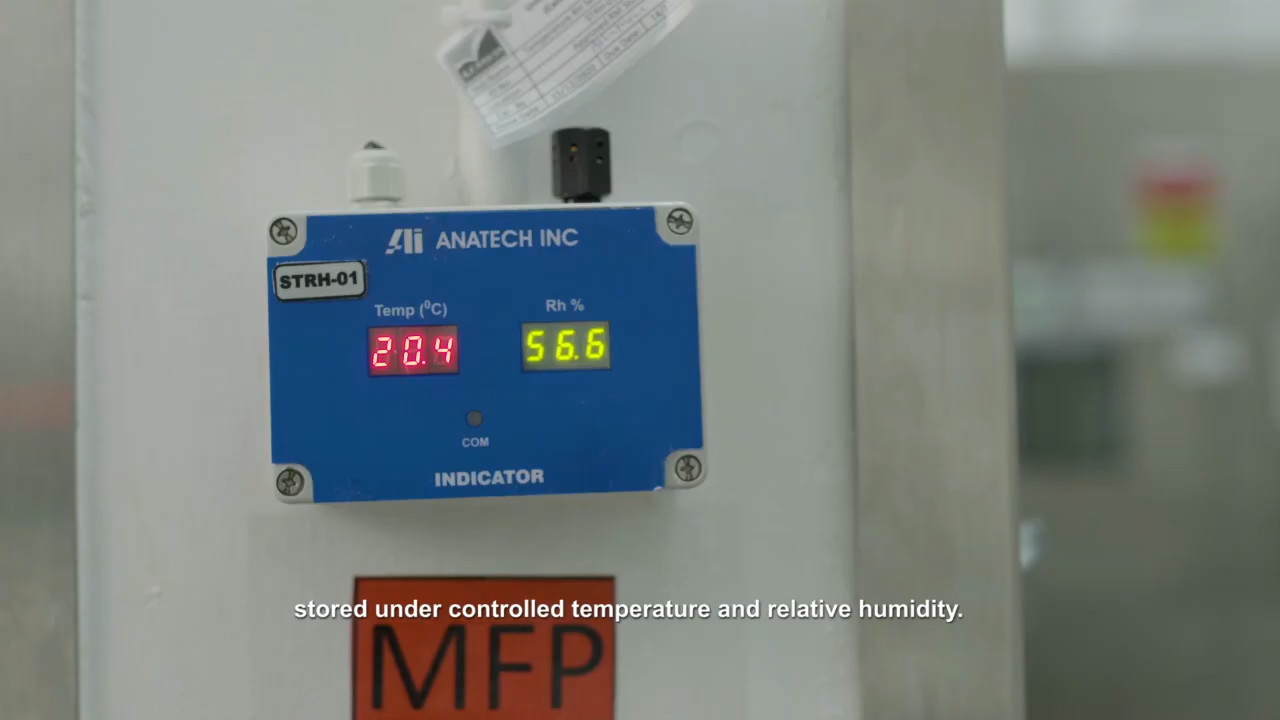 Ai ANATECH INC
STRH-01
Temp (⁰C)
Rh %
20.4
56.6
COM
INDICATOR
stored under controlled temperature and relative humidity.
MFP